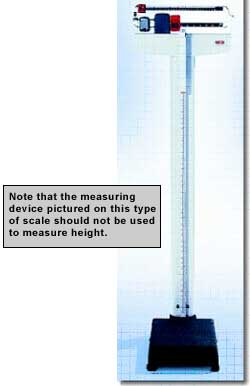 Note that the measuring
device pictured on this type
of scale should not be used
to measure height.